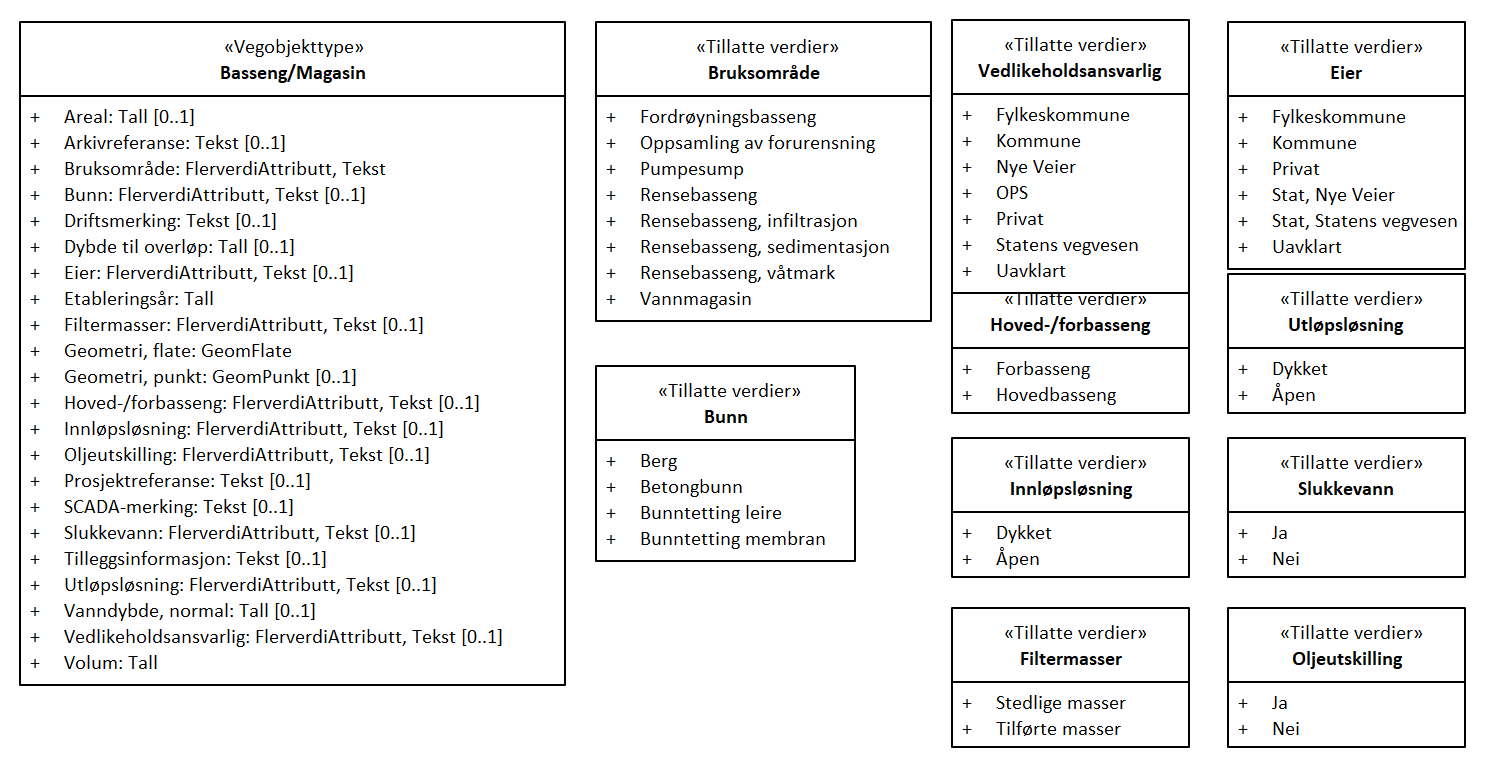 «Vegobjekttype»
Basseng/Magasin
+ Areal: Tall [0..1]
+ Arkivreferanse: Tekst [0..1]
+ Bruksområde: FlerverdiAttributt, Tekst
+ Bunn: FlerverdiAttributt, Tekst [0..1]
+ Driftsmerking: Tekst [0..1]
+ Dybde til overløp: Tall [0..1]
+ Eier: FlerverdiAttributt, Tekst [0..1]
+ Etableringsår: Tall
+ Filtermasser: FlerverdiAttributt, Tekst [0..1]
+ Geometri, flate: GeomFlate
+ Geometri, punkt: GeomPunkt [0..1]
+ Hoved-/forbasseng: FlerverdiAttributt, Tekst [0..1]
+ Innløpsløsning: FlerverdiAttributt, Tekst [0..1]
+ Oljeutskilling: FlerverdiAttributt, Tekst [0..1]
+ Prosjektreferanse: Tekst [0..1]
+ SCADA-merking: Tekst [0..1]
+ Slukkevann: FlerverdiAttributt, Tekst [0..1]
+ Tilleggsinformasjon: Tekst [0..1]
+ Utløpsløsning: FlerverdiAttributt, Tekst [0..1]
+ Vanndybde, normal: Tall [0..1]
+ Vedlikeholdsansvarlig: FlerverdiAttributt, Tekst [0..1]
+ Volum: Tall
«Tillatte verdier»
Bruksområde
+ Fordrøyningsbasseng
+ Oppsamling av forurensning
+ Pumpesump
+ Rensebasseng
+ Rensebasseng, infiltrasjon
+ Rensebasseng, sedimentasjon
+ Rensebasseng, våtmark
+ Vannmagasin
«Tillatte verdier»
Bunn
+ Berg
+ Betongbunn
+ Bunntetting leire
+ Bunntetting membran
«Tillatte verdier»
Vedlikeholdsansvarlig
+ Fylkeskommune
+ Kommune
+ Nye Veier
+ OPS
+ Privat
+ Statens vegvesen
+ Uavklart
«Tillatte verdier»
Hoved-/forbasseng
+ Forbasseng
+ Hovedbasseng
«Tillatte verdier»
Innløpsløsning
+ Dykket
+ Åpen
«Tillatte verdier»
Filtermasser
+ Stedlige masser
+ Tilførte masser
«Tillatte verdier»
Eier
+ Fylkeskommune
+ Kommune
+ Privat
+ Stat, Nye Veier
+ Stat, Statens vegvesen
+ Uavklart
«Tillatte verdier»
Utløpsløsning
+ Dykket
+ Åpen
«Tillatte verdier»
Slukkevann
+ Ja
+ Nei
«Tillatte verdier»
Oljeutskilling
+ Ja
+ Nei